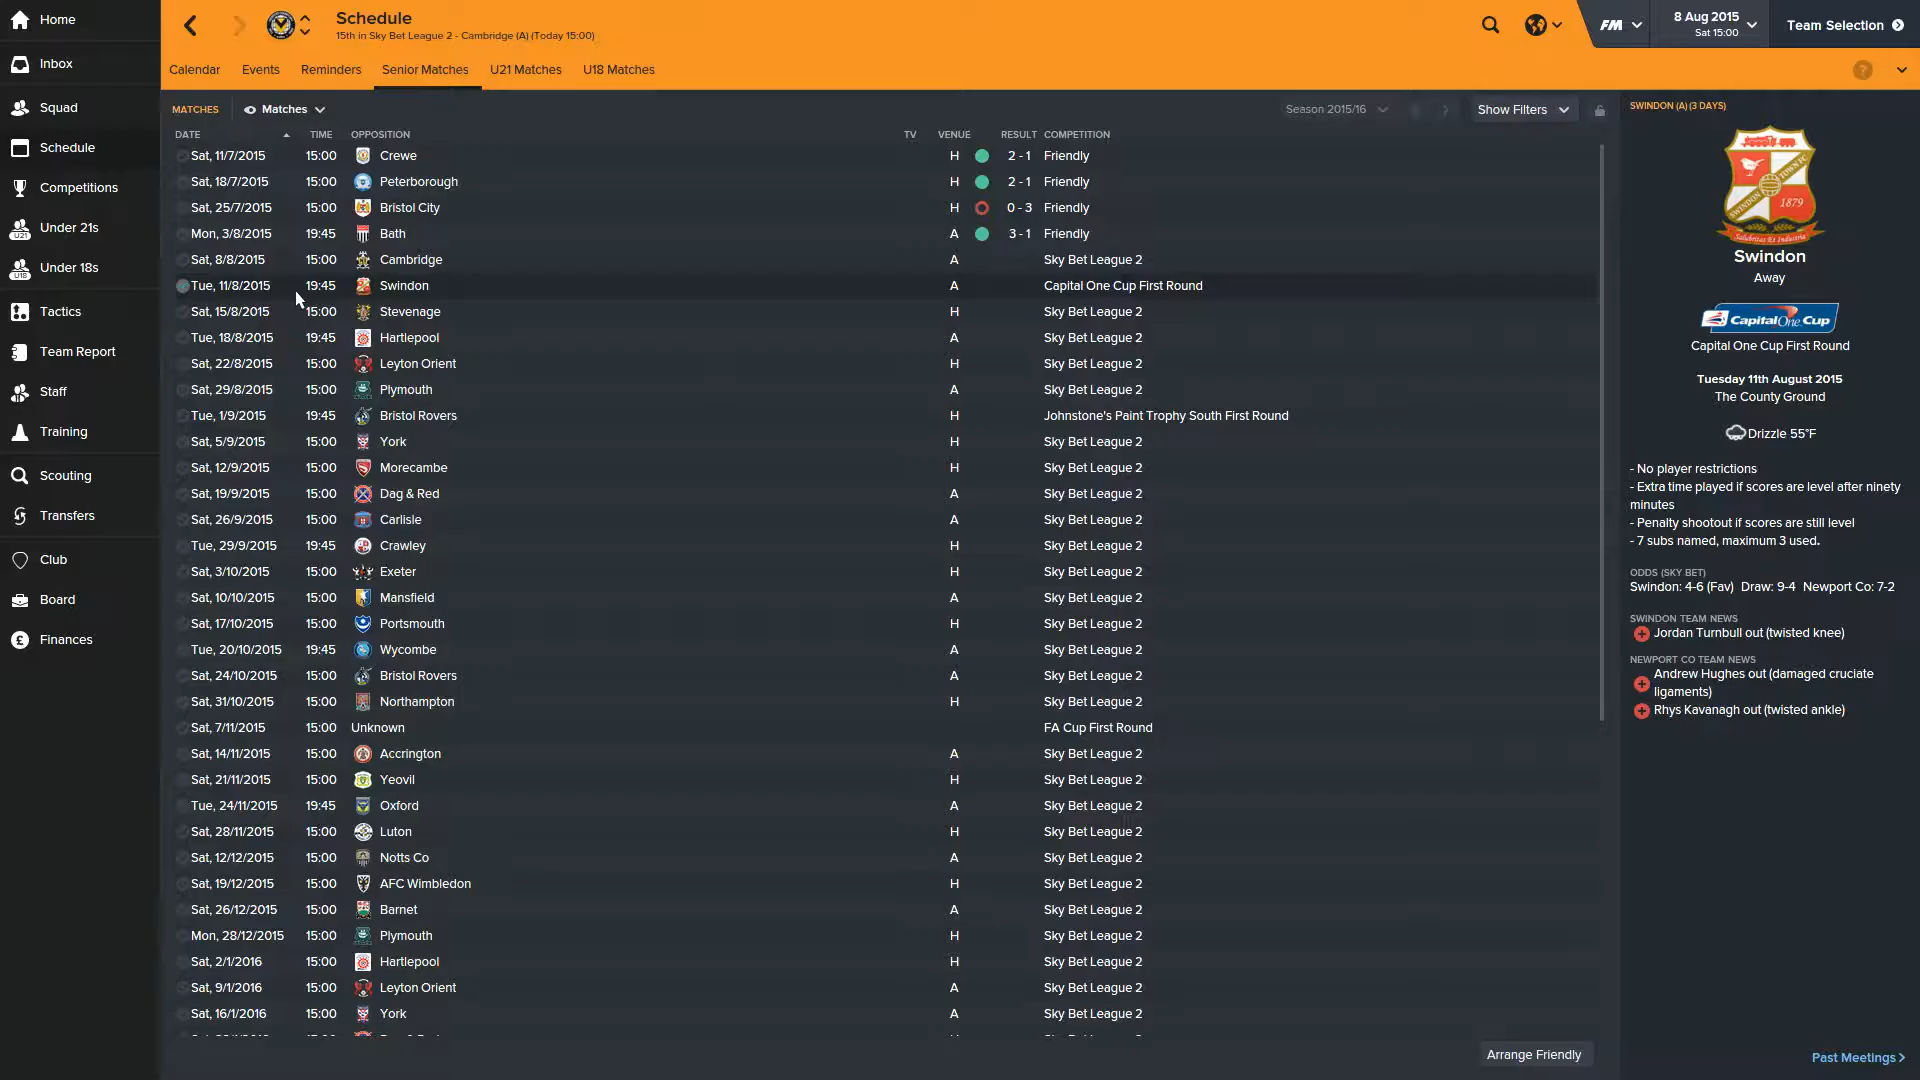 Home
Inbox
Squad
Schedule
Competitions
Under 21s
Under 18s
Tactics
Team Report
Staff
Training
Scouting
Transfers
Club
Board
Finances
Schedule
15th in Sky Bet League 2 - Cambridge (A) (Today 15:00)
FM
8 Aug 2015
Sat 15:00
Team Selection
Calendar Events Reminders Senior Matches U21 Matches U18 Matches
MATCHES Matches Season 2015/16 Show Filters
DATE TIME OPPOSITION TV VENUE RESULT COMPETITION
Sat, 11/7/2015 15:00 Crewe H 2 - 1 Friendly
Sat, 18/7/2015 15:00 Peterborough H 2 - 1 Friendly
Sat, 25/7/2015 15:00 Bristol City H 0 - 3 Friendly
Mon, 3/8/2015 19:45 Bath A 3 - 1 Friendly
Sat, 8/8/2015 15:00 Cambridge A Sky Bet League 2
Tue, 11/8/2015 19:45 Swindon A Capital One Cup First Round
Sat, 15/8/2015 15:00 Stevenage H Sky Bet League 2
Tue, 18/8/2015 19:45 Hartlepool A Sky Bet League 2
Sat, 22/8/2015 15:00 Leyton Orient H Sky Bet League 2
Sat, 29/8/2015 15:00 Plymouth A Sky Bet League 2
Tue, 1/9/2015 19:45 Bristol Rovers H Johnstone's Paint Trophy South First Round
Sat, 5/9/2015 15:00 York H Sky Bet League 2
Sat, 12/9/2015 15:00 Morecambe H Sky Bet League 2
Sat, 19/9/2015 15:00 Dag & Red A Sky Bet League 2
Sat, 26/9/2015 15:00 Carlisle A Sky Bet League 2
Tue, 29/9/2015 19:45 Crawley H Sky Bet League 2
Sat, 3/10/2015 15:00 Exeter H Sky Bet League 2
Sat, 10/10/2015 15:00 Mansfield A Sky Bet League 2
Sat, 17/10/2015 15:00 Portsmouth H Sky Bet League 2
Tue, 20/10/2015 19:45 Wycombe A Sky Bet League 2
Sat, 24/10/2015 15:00 Bristol Rovers A Sky Bet League 2
Sat, 31/10/2015 15:00 Northampton H Sky Bet League 2
Sat, 7/11/2015 15:00 Unknown FA Cup First Round
Sat, 14/11/2015 15:00 Accrington A Sky Bet League 2
Sat, 21/11/2015 15:00 Yeovil H Sky Bet League 2
Tue, 24/11/2015 19:45 Oxford A Sky Bet League 2
Sat, 28/11/2015 15:00 Luton H Sky Bet League 2
Sat, 12/12/2015 15:00 Notts Co A Sky Bet League 2
Sat, 19/12/2015 15:00 AFC Wimbledon H Sky Bet League 2
Sat, 26/12/2015 15:00 Barnet A Sky Bet League 2
Mon, 28/12/2015 15:00 Plymouth H Sky Bet League 2
Sat, 2/1/2016 15:00 Hartlepool H Sky Bet League 2
Sat, 9/1/2016 15:00 Leyton Orient A Sky Bet League 2
Sat, 16/1/2016 15:00 York A Sky Bet League 2
Arrange Friendly
SWINDON (A) (3 DAYS)
SWINDON TOWN FC
1879
Salubritas Et Industria
Swindon
Away
CapitalOne Cup
Capital One Cup First Round
Tuesday 11th August 2015
The County Ground
Drizzle 55°F
- No player restrictions
- Extra time played if scores are level after ninety
minutes
- Penalty shootout if scores are still level
- 7 subs named, maximum 3 used.
ODDS (SKY BET)
Swindon: 4-6 (Fav) Draw: 9-4 Newport Co: 7-2
SWINDON TEAM NEWS
Jordan Turnbull out (twisted knee)
NEWPORT CO TEAM NEWS
Andrew Hughes out (damaged cruciate
ligaments)
Rhys Kavanagh out (twisted ankle)
Past Meetings >